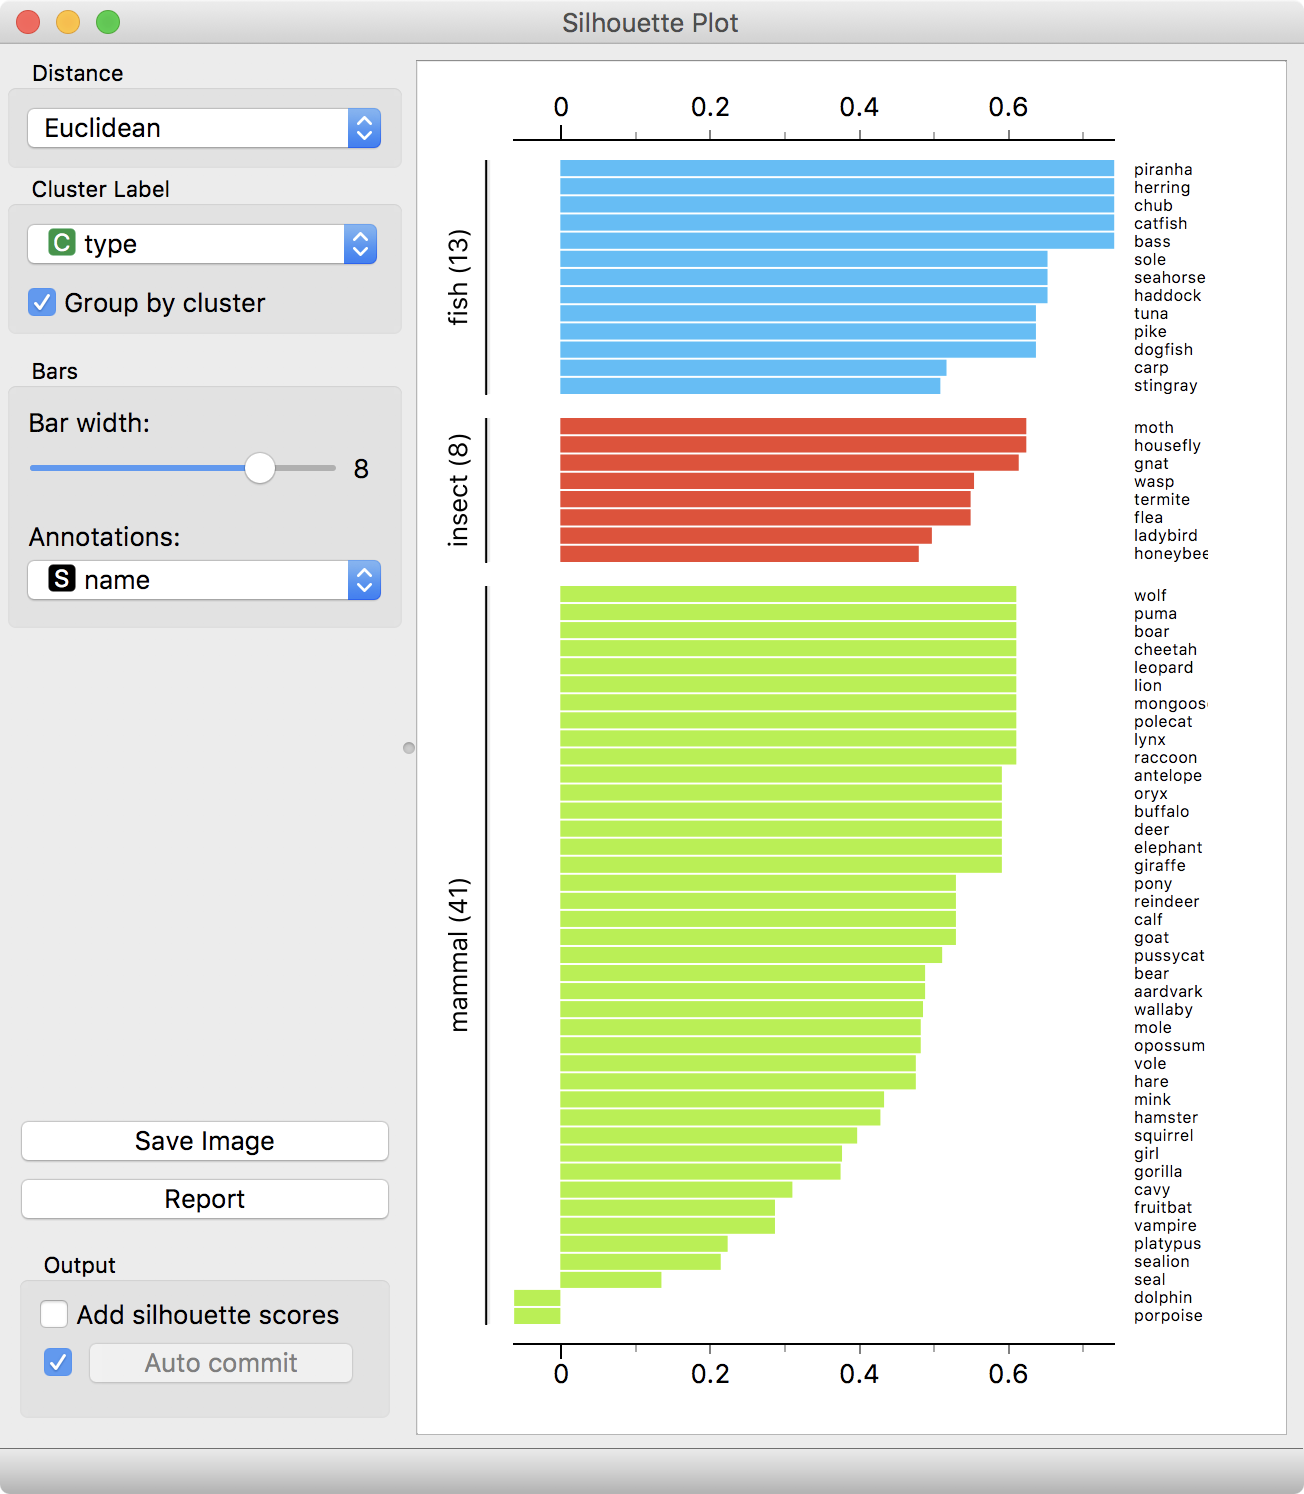 Silhouette Plot
Distance
Euclidean
Cluster Label
C type
Group by cluster
Bars
Bar width:
8
Annotations:
S name
Save Image
Report
Output
Add silhouette scores
Auto commit
0 0.2 0.4 0.6
fish (13)
piranha
herring
chub
catfish
bass
sole
seahorse
haddock
tuna
pike
dogfish
carp
stingray
insect (8)
moth
housefly
gnat
wasp
termite
flea
ladybird
honeybee
mammal (41)
wolf
puma
boar
cheetah
leopard
lion
mongoos
polecat
lynx
raccoon
antelope
oryx
buffalo
deer
elephant
giraffe
pony
reindeer
calf
goat
pussycat
bear
aardvark
wallaby
mole
opossum
vole
hare
mink
hamster
squirrel
girl
gorilla
cavy
fruitbat
vampire
platypus
sealion
seal
dolphin
porpoise
0 0.2 0.4 0.6